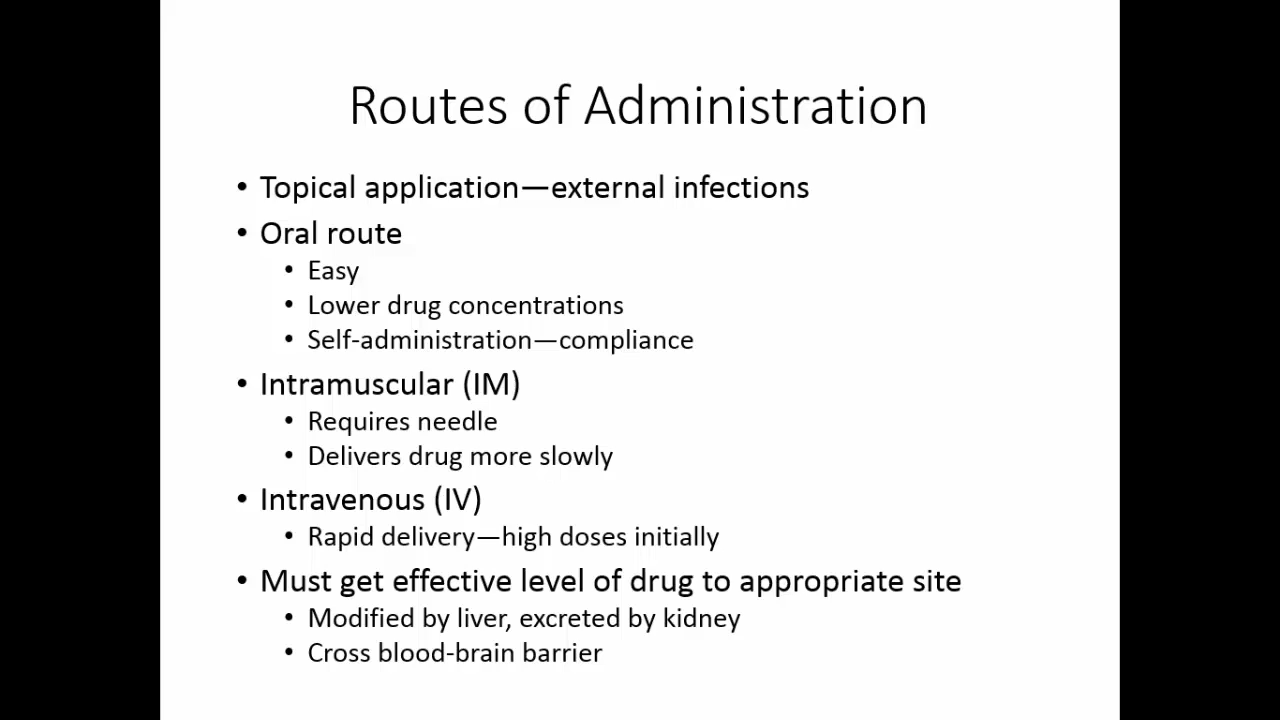 Routes of Administration
• Topical application—external infections
• Oral route
• Easy
• Lower drug concentrations
• Self-administration—compliance
• Intramuscular (IM)
• Requires needle
• Delivers drug more slowly
• Intravenous (IV)
• Rapid delivery—high doses initially
• Must get effective level of drug to appropriate site
• Modified by liver, excreted by kidney
• Cross blood-brain barrier